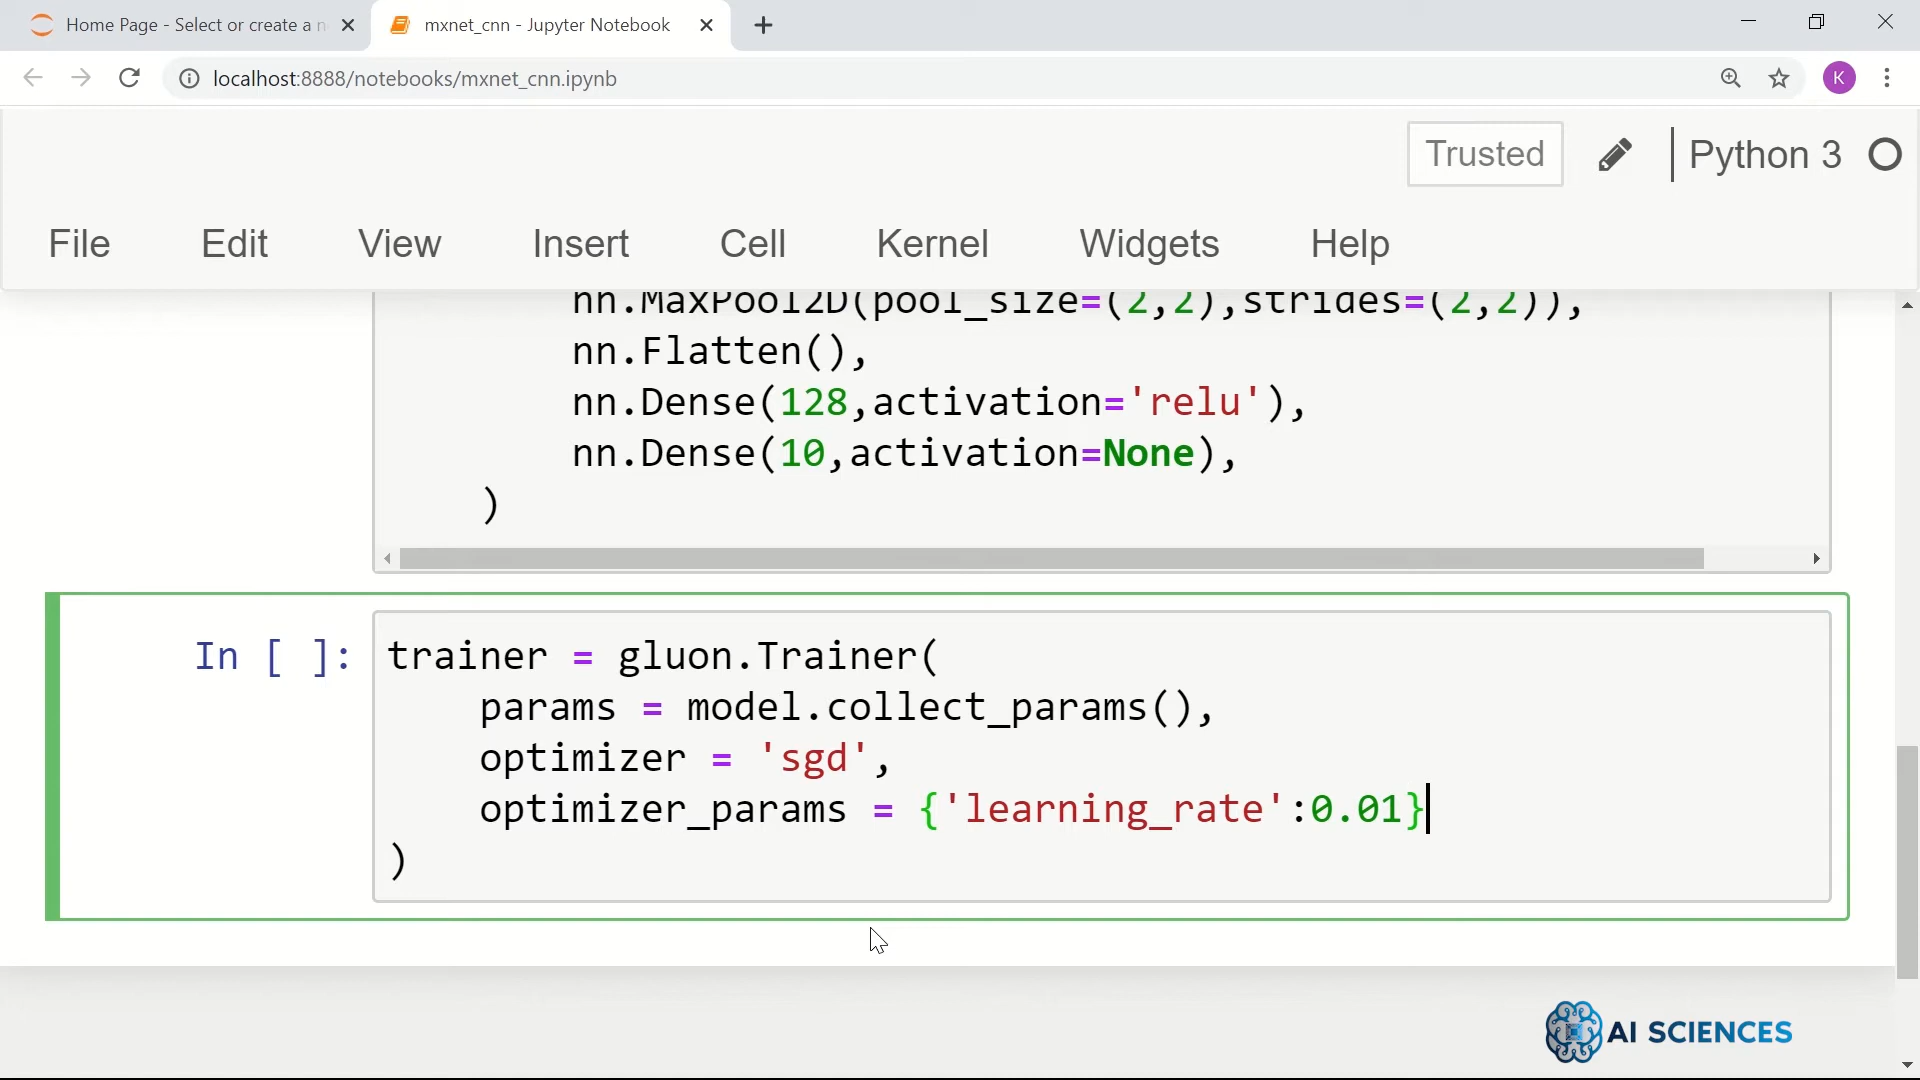 Home Page - Select or create a n
mxnet_cnn - Jupyter Notebook
localhost:8888/notebooks/mxnet_cnn.ipynb
K
Trusted
Python 3
File Edit View Insert Cell Kernel Widgets Help
nn.MaxPool2D(pool_size=(2,2),strides=(2,2)),
nn.Flatten(),
nn.Dense(128,activation='relu'),
nn.Dense(10,activation=None),
)
In [ ]:
trainer = gluon.Trainer(
params = model.collect_params(),
optimizer = 'sgd',
optimizer_params = {'learning_rate':0.01}
)
AI SCIENCES